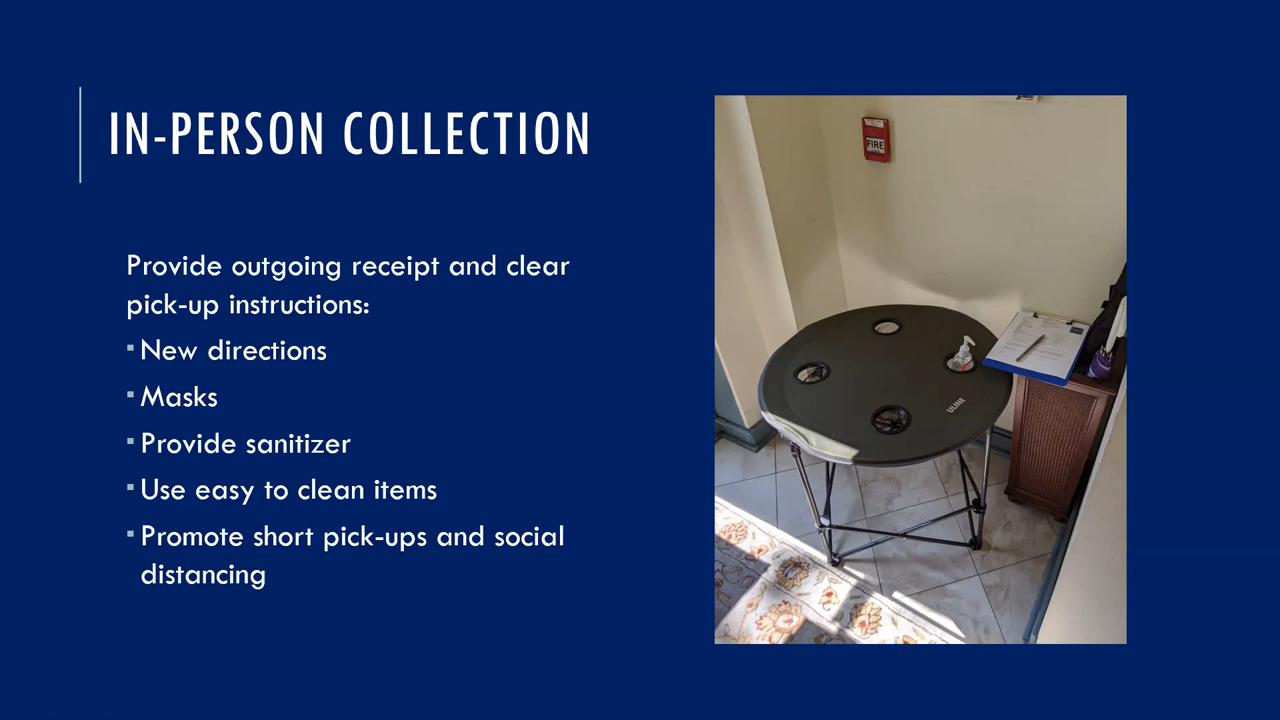 IN-PERSON COLLECTION
Provide outgoing receipt and clear
pick-up instructions:
New directions
Masks
Provide sanitizer
Use easy to clean items
Promote short pick-ups and social
distancing
FIRE
ULINE